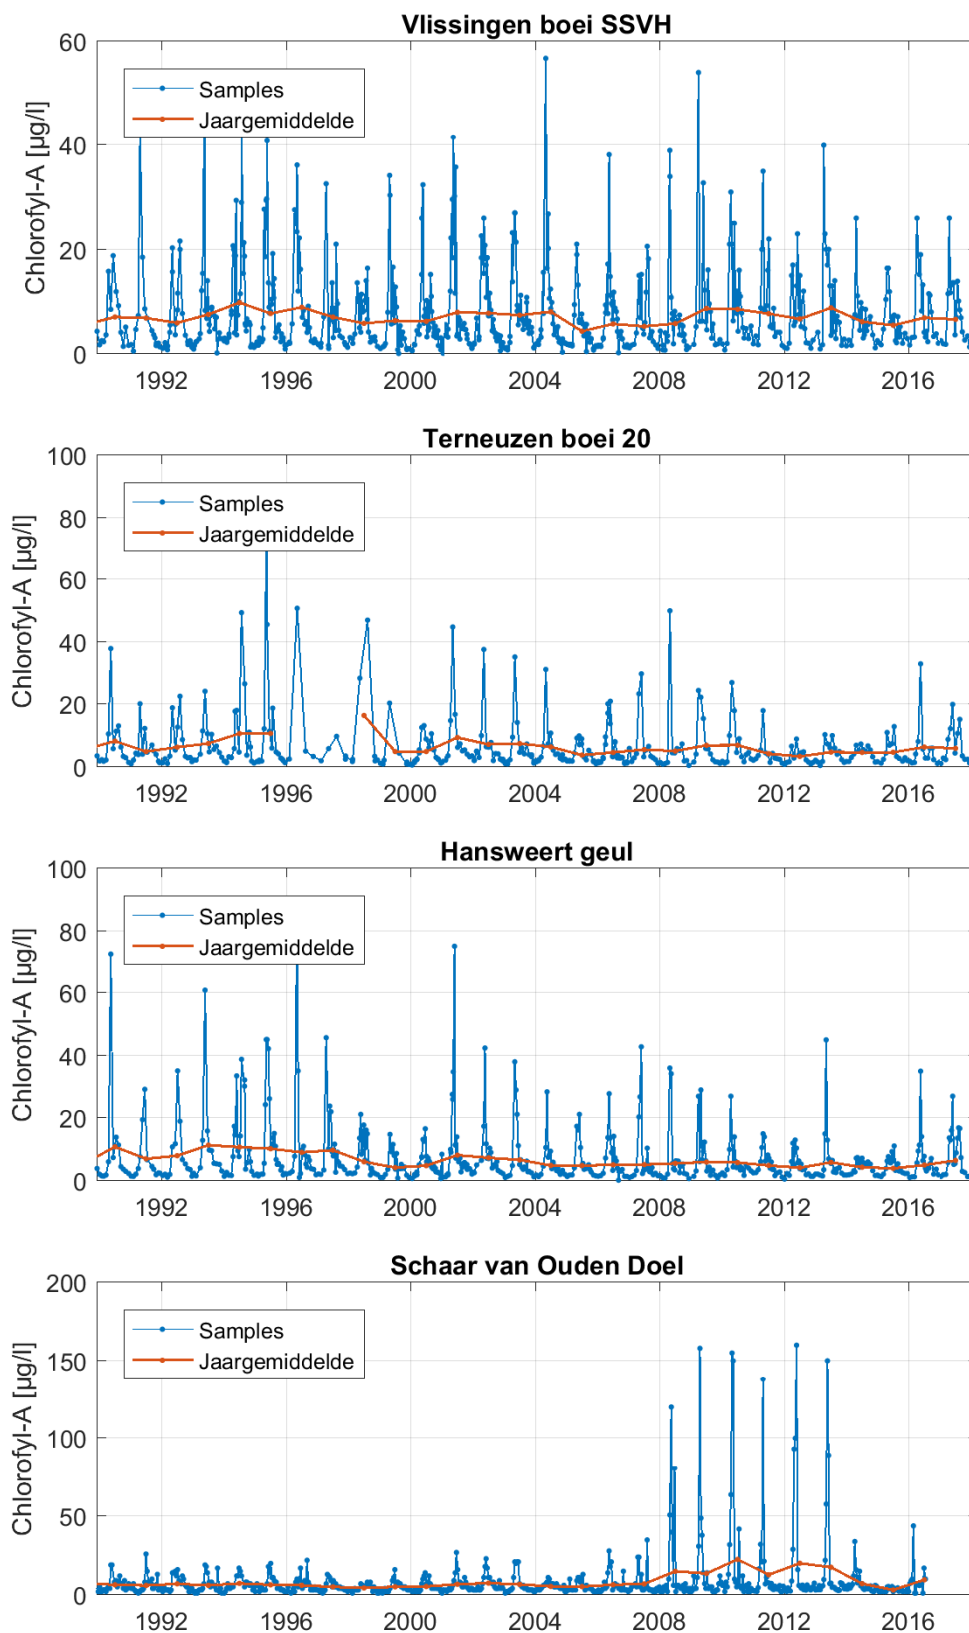 Vlissingen boei SSVH
60
40
20
0
Chlorofyl-A [µg/l]
Samples
Jaargemiddelde
1992 1996 2000 2004 2008 2012 2016
Terneuzen boei 20
100
80
60
40
20
0
Chlorofyl-A [µg/l]
Samples
Jaargemiddelde
1992 1996 2000 2004 2008 2012 2016
Hansweert geul
100
80
60
40
20
0
Chlorofyl-A [µg/l]
Samples
Jaargemiddelde
1992 1996 2000 2004 2008 2012 2016
Schaar van Ouden Doel
200
150
100
50
0
Chlorofyl-A [µg/l]
Samples
Jaargemiddelde
1992 1996 2000 2004 2008 2012 2016